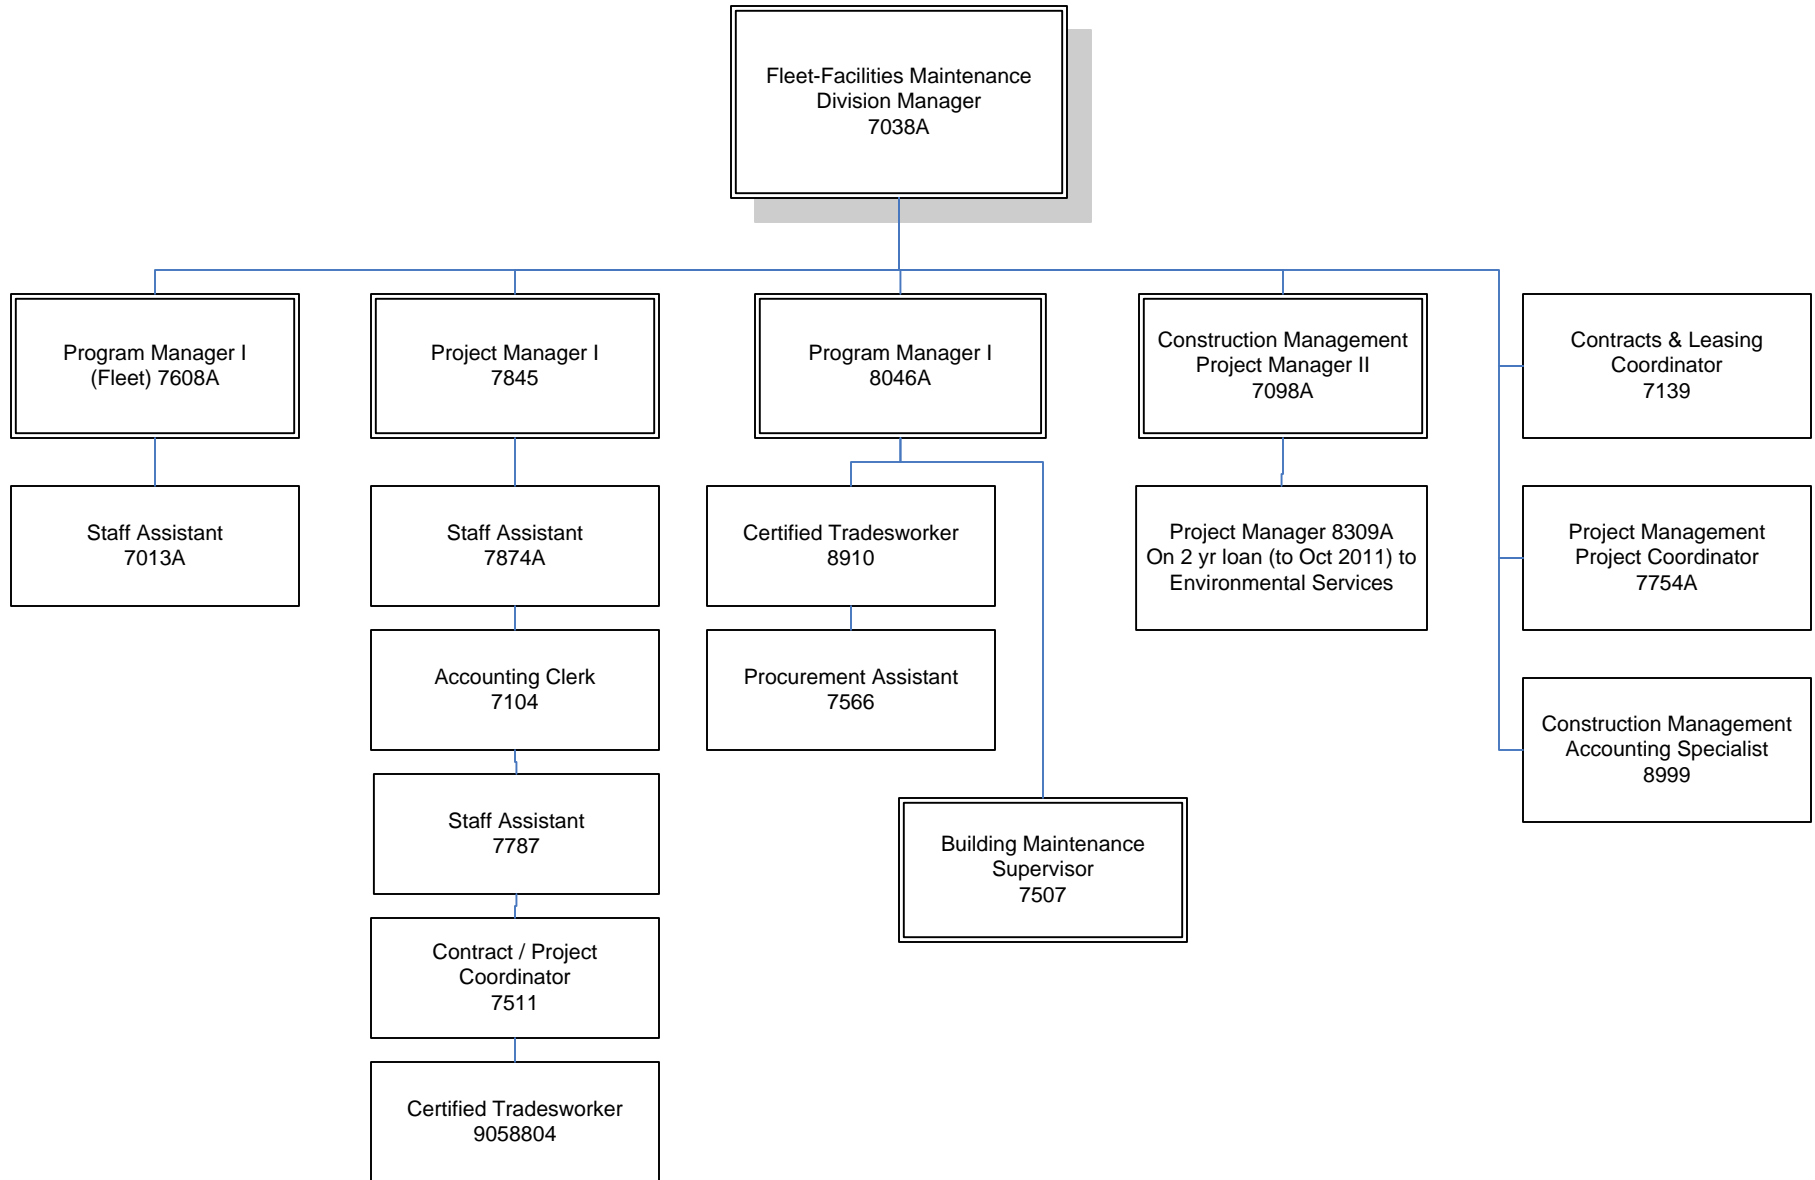 Fleet-Facilities Maintenance
Division Manager
7038A
Program Manager I
(Fleet) 7608A
Project Manager I
7845
Program Manager I
8046A
Construction Management
Project Manager II
7098A
Contracts & Leasing
Coordinator
7139
Staff Assistant
7013A
Staff Assistant
7874A
Certified Tradesworker
8910
Project Manager 8309A
On 2 yr loan (to Oct 2011) to
Environmental Services
Project Management
Project Coordinator
7754A
Accounting Clerk
7104
Procurement Assistant
7566
Construction Management
Accounting Specialist
8999
Staff Assistant
7787
Building Maintenance
Supervisor
7507
Contract / Project
Coordinator
7511
Certified Tradesworker
9058804